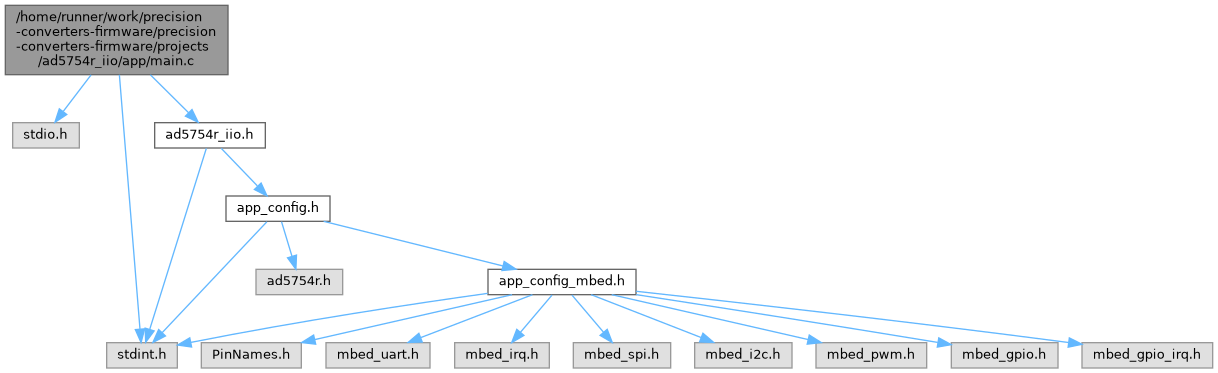 /home/runner/work/precision
-converters-firmware/precision
-converters-firmware/projects
/ad5754r_iio/app/main.c
stdio.h
ad5754r_iio.h
app_config.h
ad5754r.h
app_config_mbed.h
stdint.h
PinNames.h
mbed_uart.h
mbed_irq.h
mbed_spi.h
mbed_i2c.h
mbed_pwm.h
mbed_gpio.h
mbed_gpio_irq.h